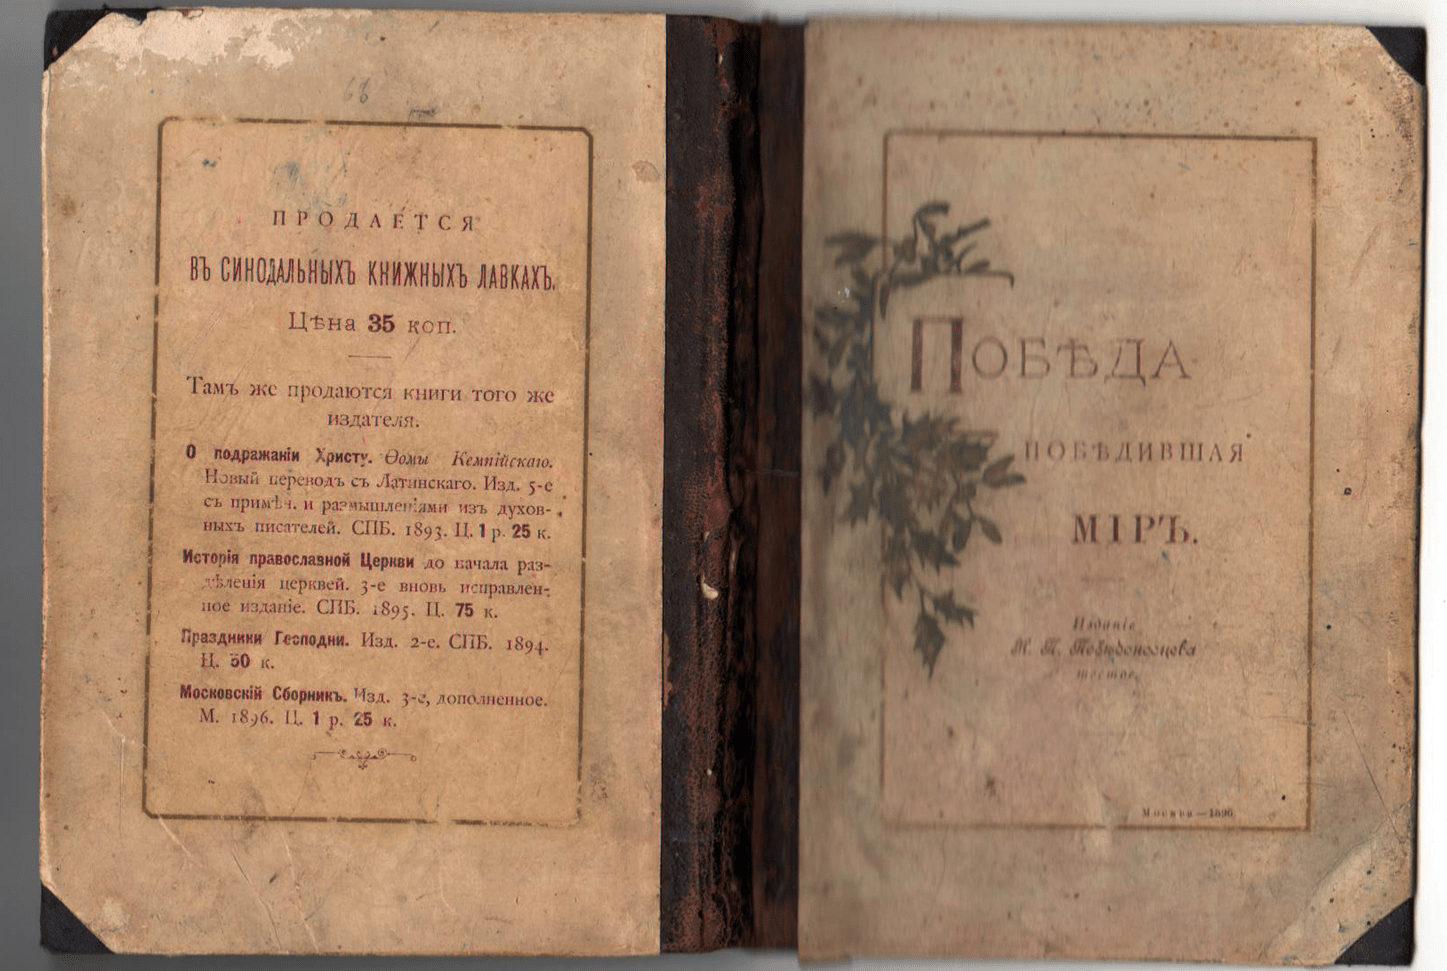 68
ПРОДАЕТСЯ
ВЪ СИНОДАЛЬНЫХЪ КНИЖНЫХЪ ЛАВКАХЪ.
Цѣна 35 коп.
Тамъ же продаются книги того же
издателя.
О подражаніи Христу. Ѳомы Кемпійскаго.
Новый переводъ съ Латинскаго. Изд. 5-е
съ примѣч. и размышленіями изъ духов-
ныхъ писателей. СПБ. 1893. Ц. 1 р. 25 к.
Исторія православной Церкви до начала раз-
дѣленія церквей. 3-е вновь исправлен-
ное изданіе. СПБ. 1895. Ц. 75 к.
Праздники Господни. Изд. 2-е. СПБ. 1894.
Ц. 50 к.
Московскій Сборникъ. Изд. 3-е, дополненное.
М. 1896. Ц. 1 р. 25 к.
ПОБѢДА
ПОБѢДИВШАЯ
МІРЪ.
Изданіе
К. П. Побѣдоносцева
шестое.
Москва—1896